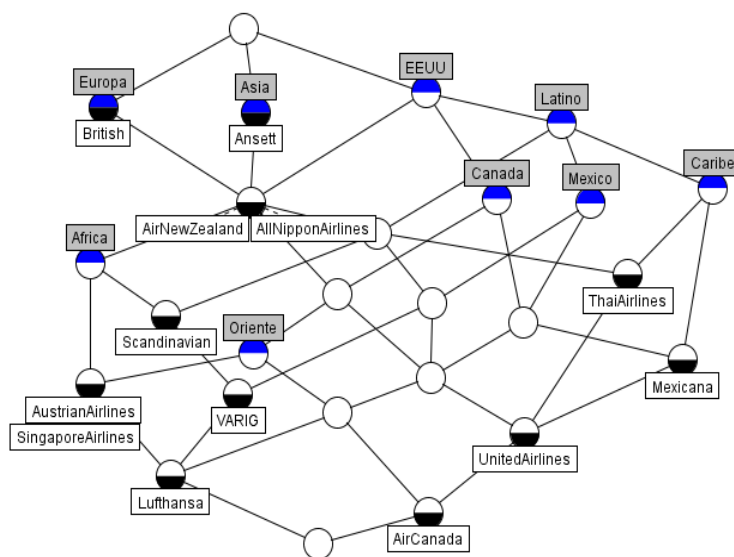 EEUU
Europa
Asia
Latino
British
Ansett
Canada
Mexico
Caribe
AirNewZealand
AllNipponAirlines
Africa
ThaiAirlines
Scandinavian
Oriente
Mexicana
AustrianAirlines
VARIG
SingaporeAirlines
UnitedAirlines
Lufthansa
AirCanada